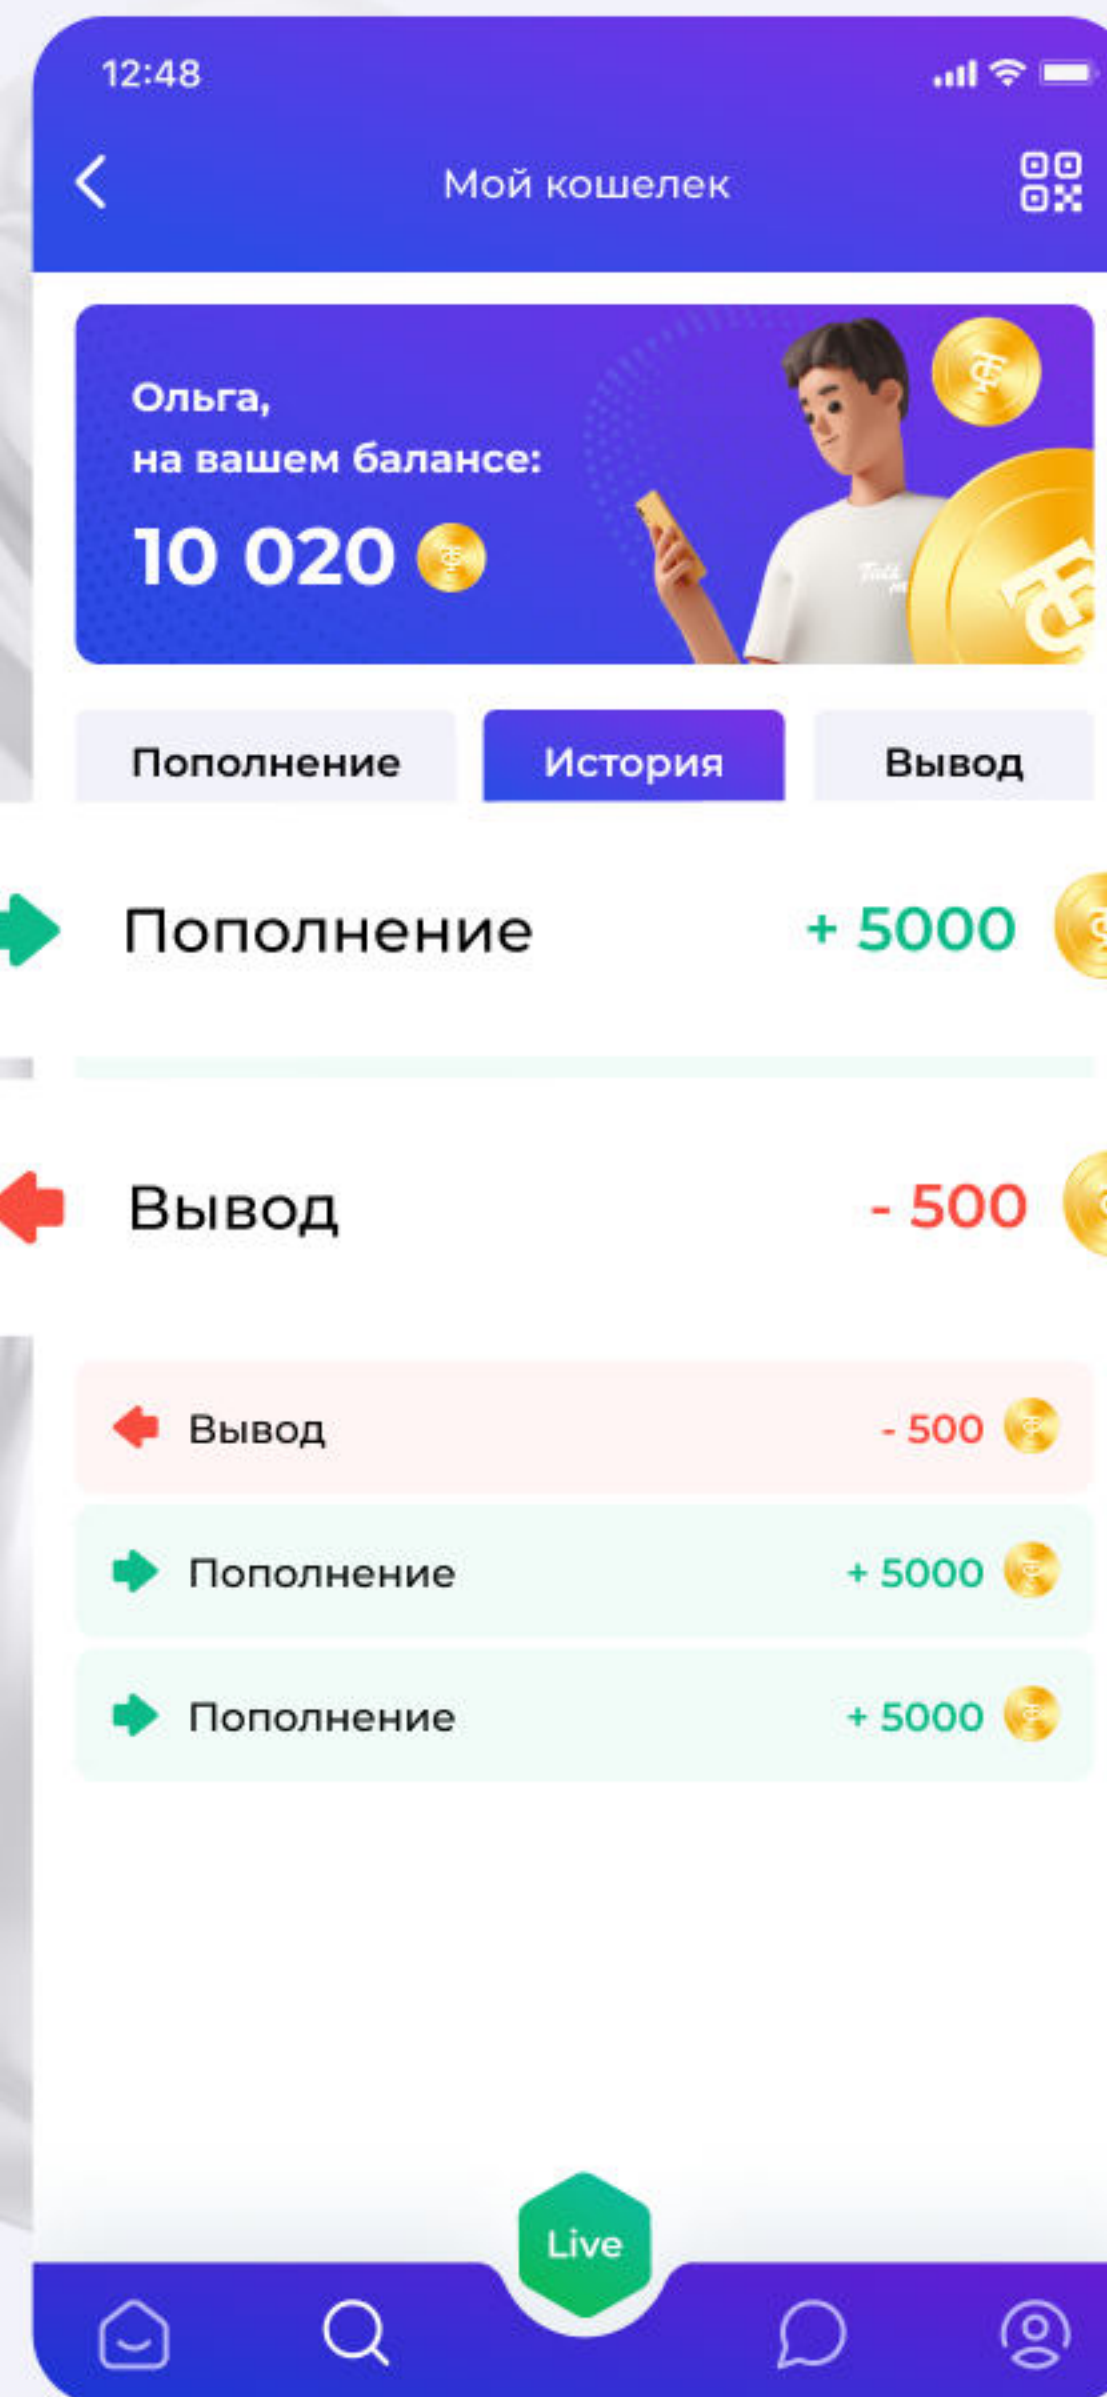 12:48
Мой кошелек
Ольга,
на вашем балансе:
10 020
Пополнение
История
Вывод
Пополнение + 5000
Вывод - 500
Вывод - 500
Пополнение + 5000
Пополнение + 5000
Live